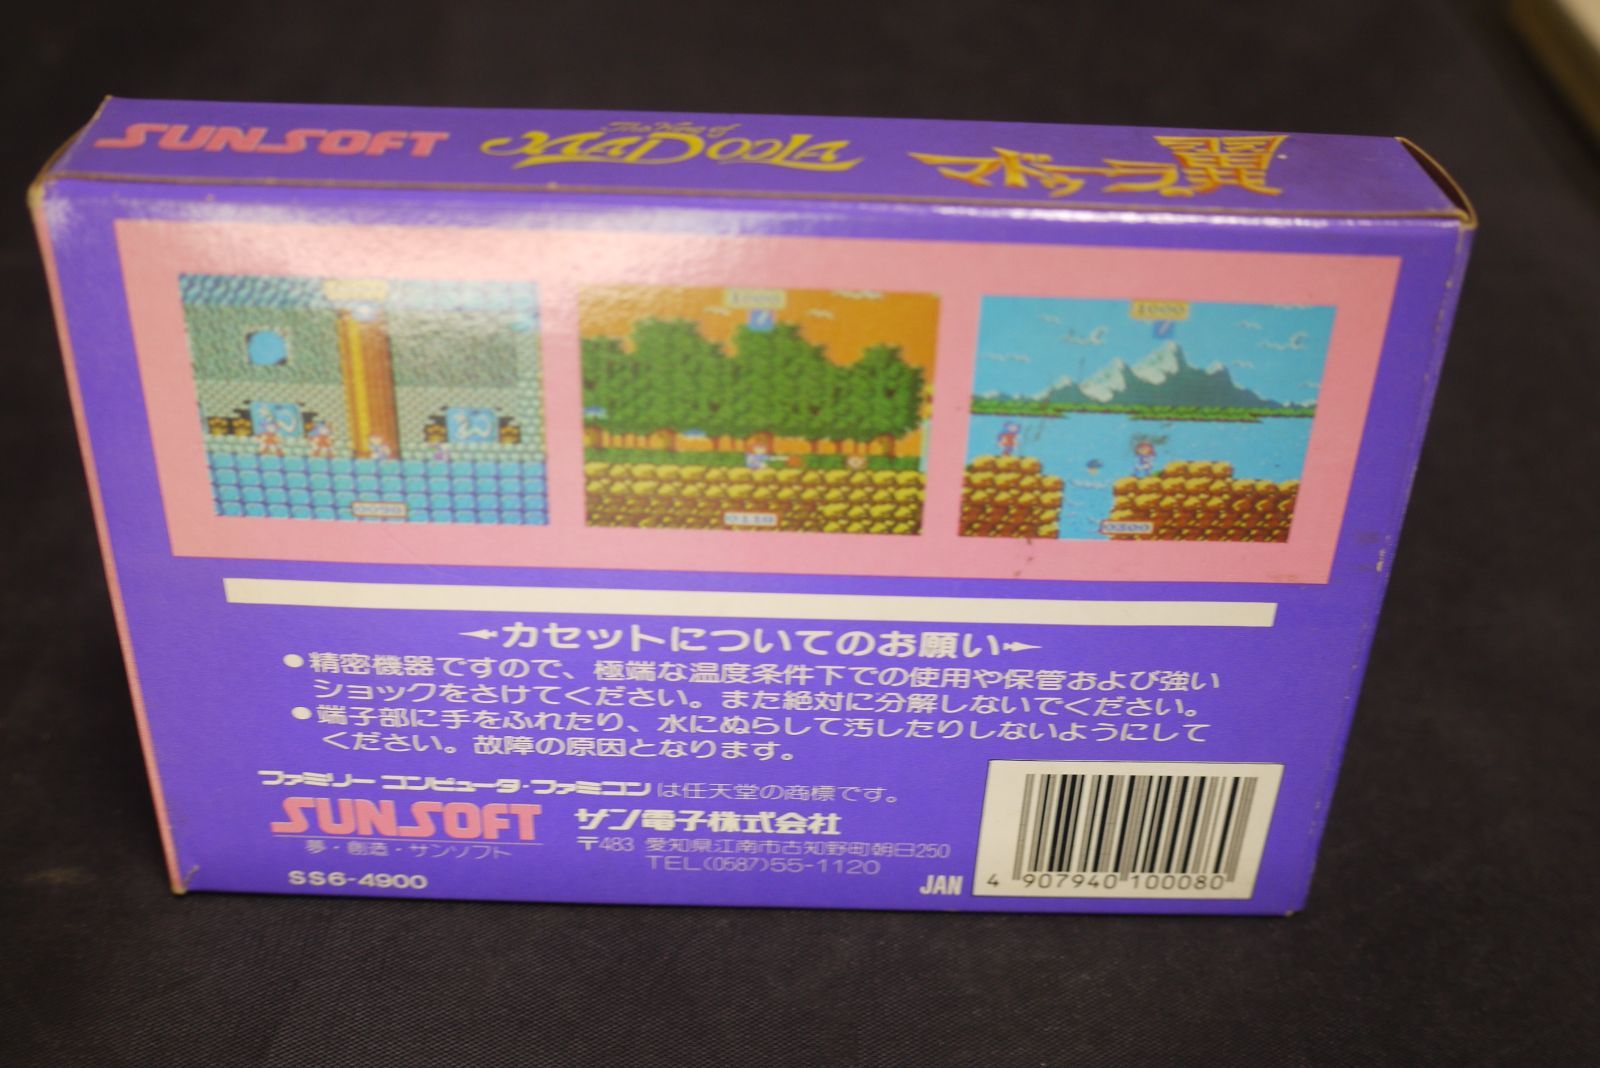 SUNSOFT
The Wing of
マドゥーラの翼
1000
1000
0090
0110
0300
カセットについてのお願い
●精密機器ですので、極端な温度条件下での使用や保管および強い
ショックをさけてください。また絶対に分解しないでください。
●端子部に手をふれたり、水にぬらして汚したりしないようにして
ください。故障の原因となります。
ファミリーコンピュータ・ファミコンは任天堂の商標です。
SUNSOFT
夢・創造・サンソフト
サン電子株式会社
〒483 愛知県江南市古知野町朝日250
TEL(0587)55-1120
SS6-4900
JAN
4 907940 100080